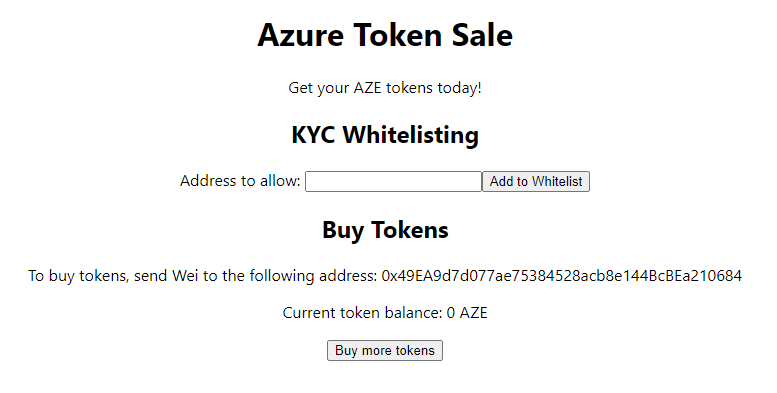 Azure Token Sale
Get your AZE tokens today!
KYC Whitelisting
Address to allow: Add to Whitelist
Buy Tokens
To buy tokens, send Wei to the following address: 0x49EA9d7d077ae75384528acb8e144BcBEa210684
Current token balance: 0 AZE
Buy more tokens